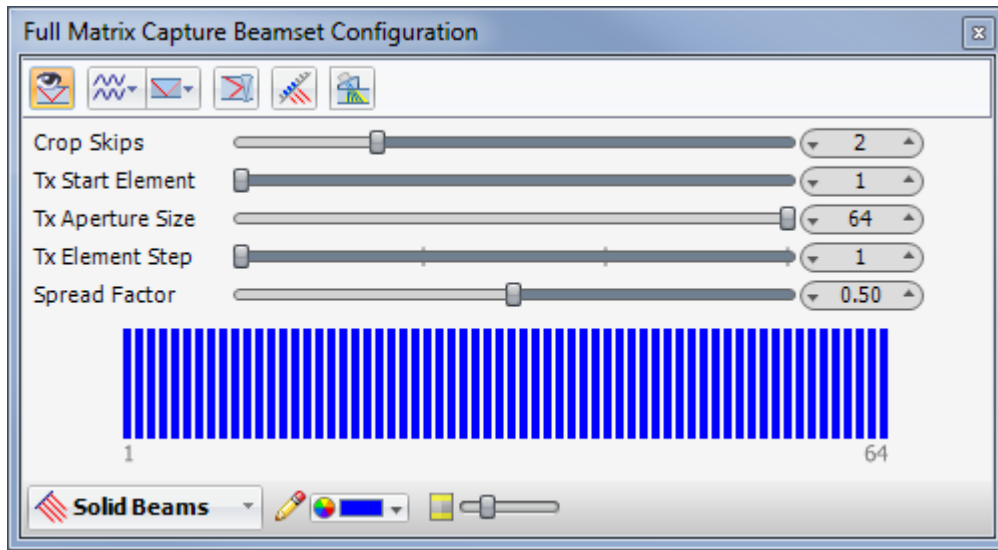 Full Matrix Capture Beamset Configuration
Crop Skips 2
Tx Start Element 1
Tx Aperture Size 64
Tx Element Step 1
Spread Factor 0.50
1 64
Solid Beams